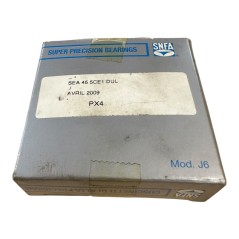 SUPER PRECISION BEARINGS
SNFA
SEA 45 5CE1 DUL
AVRIL 2009
PX4
Mod. J6